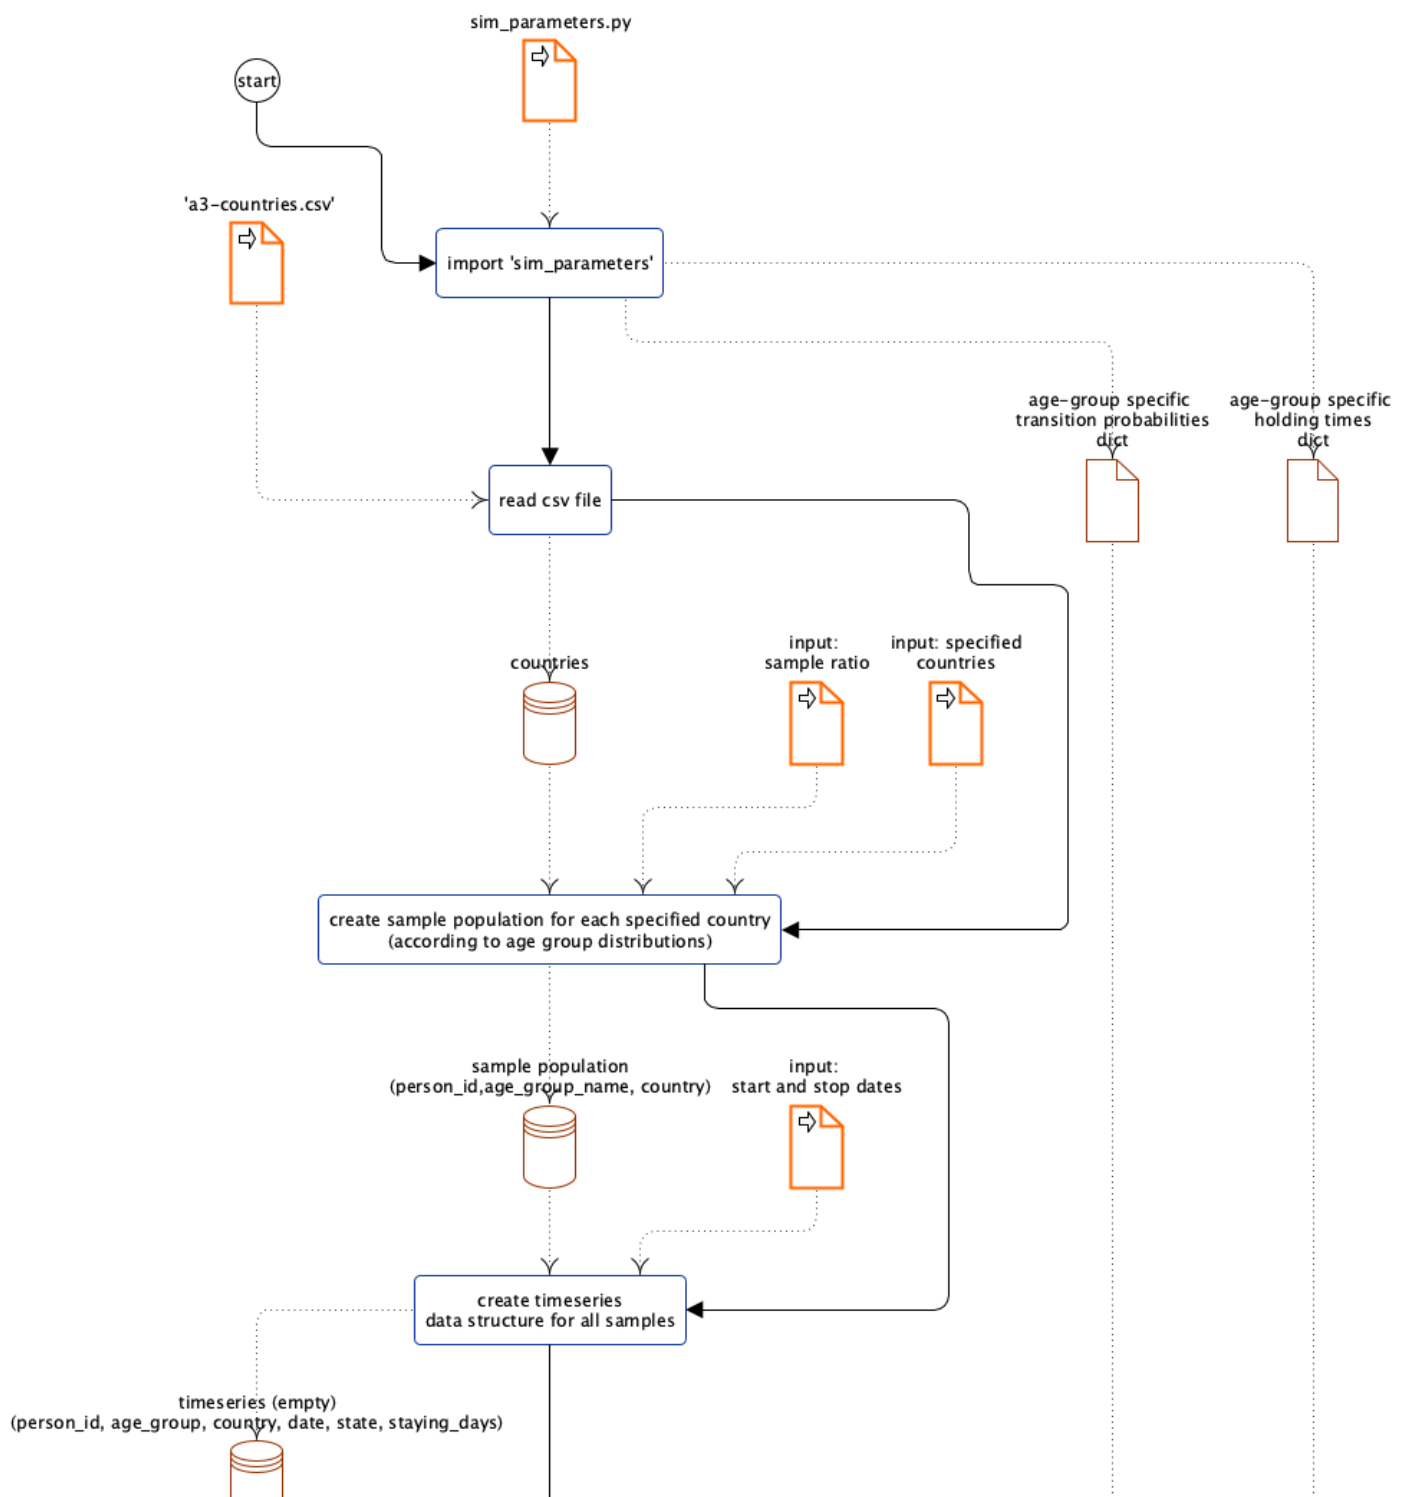 sim_parameters.py
start
'a3-countries.csv'
import 'sim_parameters'
age-group specific
transition probabilities
dict
age-group specific
holding times
dict
read csv file
countries
input:
sample ratio
input: specified
countries
create sample population for each specified country
(according to age group distributions)
sample population
(person_id,age_group_name, country)
input:
start and stop dates
create timeseries
data structure for all samples
timeseries (empty)
(person_id, age_group, country, date, state, staying_days)